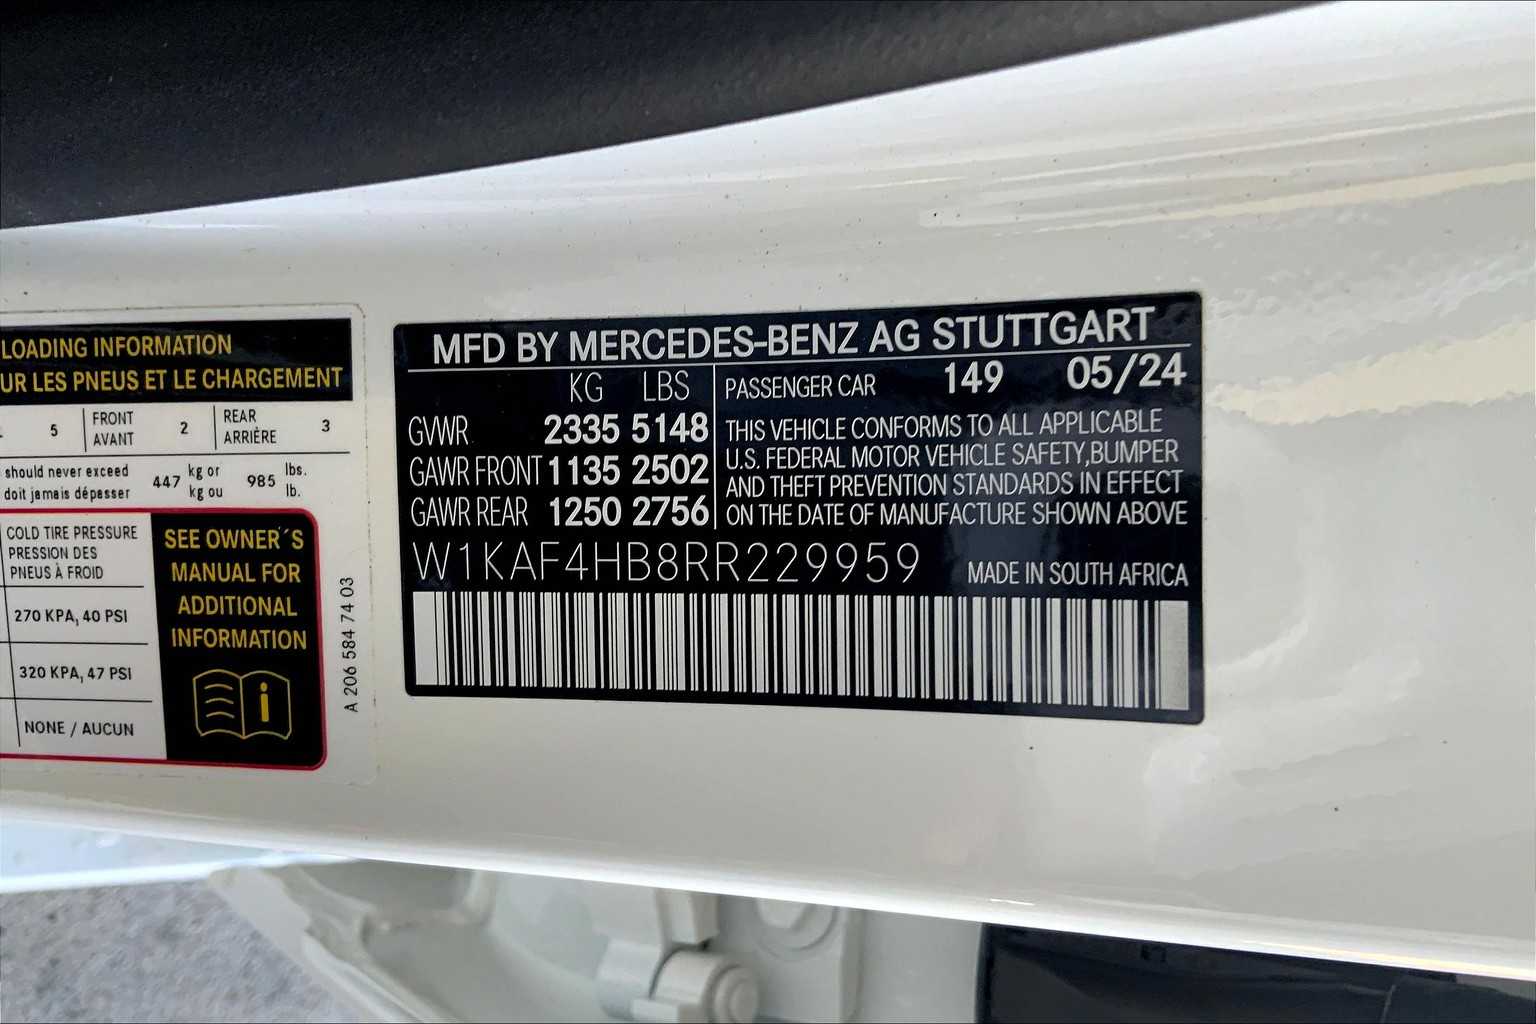 LOADING INFORMATION
UR LES PNEUS ET LE CHARGEMENT
5 FRONT AVANT 2 REAR ARRIÈRE 3
should never exceed 447 kg or 985 lbs.
doit jamais dépasser kg ou lb.
COLD TIRE PRESSURE
PRESSION DES
PNEUS À FROID
270 KPA, 40 PSI
320 KPA, 47 PSI
NONE / AUCUN
SEE OWNER´S
MANUAL FOR
ADDITIONAL
INFORMATION
A 206 584 74 03
MFD BY MERCEDES-BENZ AG STUTTGART
KG LBS
GVWR 2335 5148
GAWR FRONT 1135 2502
GAWR REAR 1250 2756
PASSENGER CAR 149 05/24
THIS VEHICLE CONFORMS TO ALL APPLICABLE
U.S. FEDERAL MOTOR VEHICLE SAFETY,BUMPER
AND THEFT PREVENTION STANDARDS IN EFFECT
ON THE DATE OF MANUFACTURE SHOWN ABOVE
W1KAF4HB8RR229959 MADE IN SOUTH AFRICA